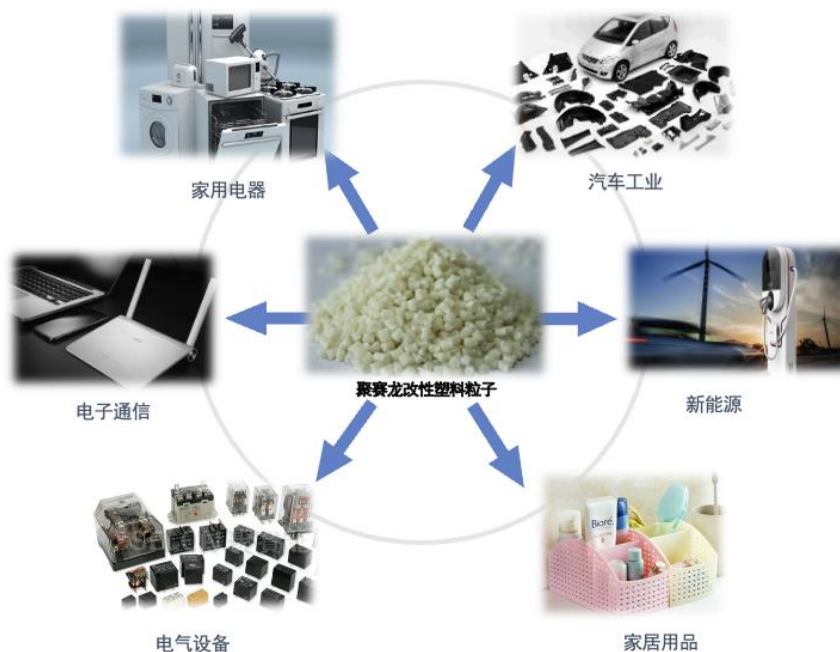 家用电器
汽车工业
电子通信
聚赛龙改性塑料粒子
新能源
Bioré
电气设备
家居用品